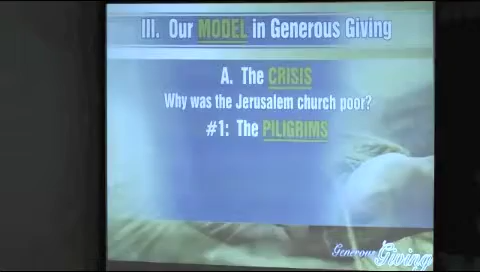 III. Our MODEL in Generous Giving
A. The CRISIS
Why was the Jerusalem church poor?
#1: The PILIGRIMS
Generous
Giving